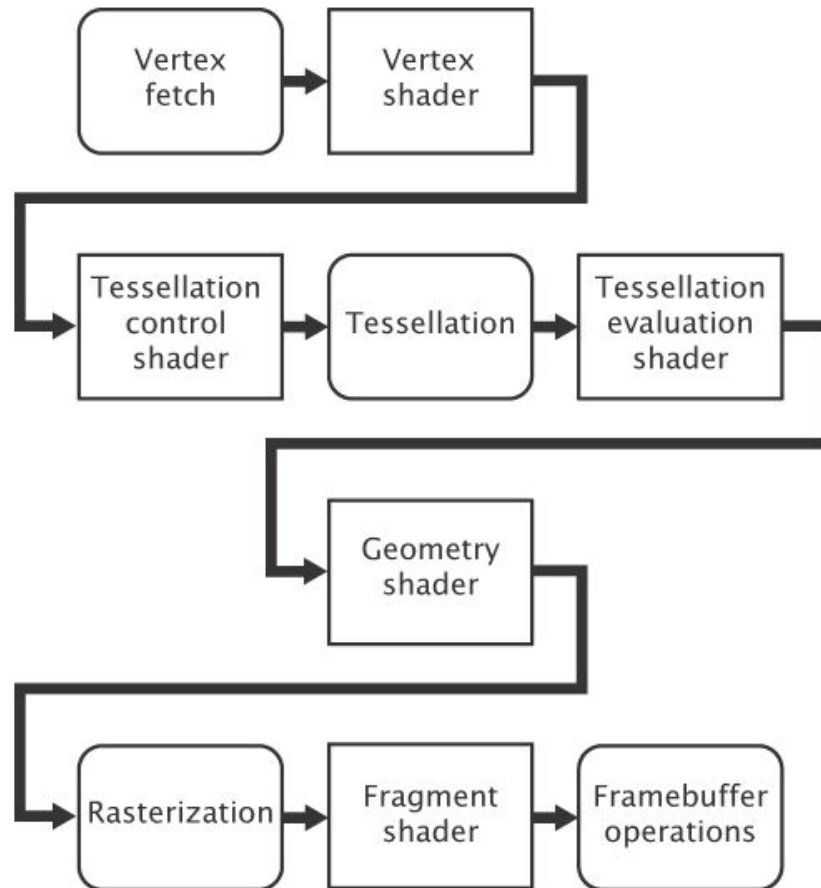 Vertex
fetch
Vertex
shader
Tessellation
control
shader
Tessellation
Tessellation
evaluation
shader
Geometry
shader
Rasterization
Fragment
shader
Framebuffer
operations